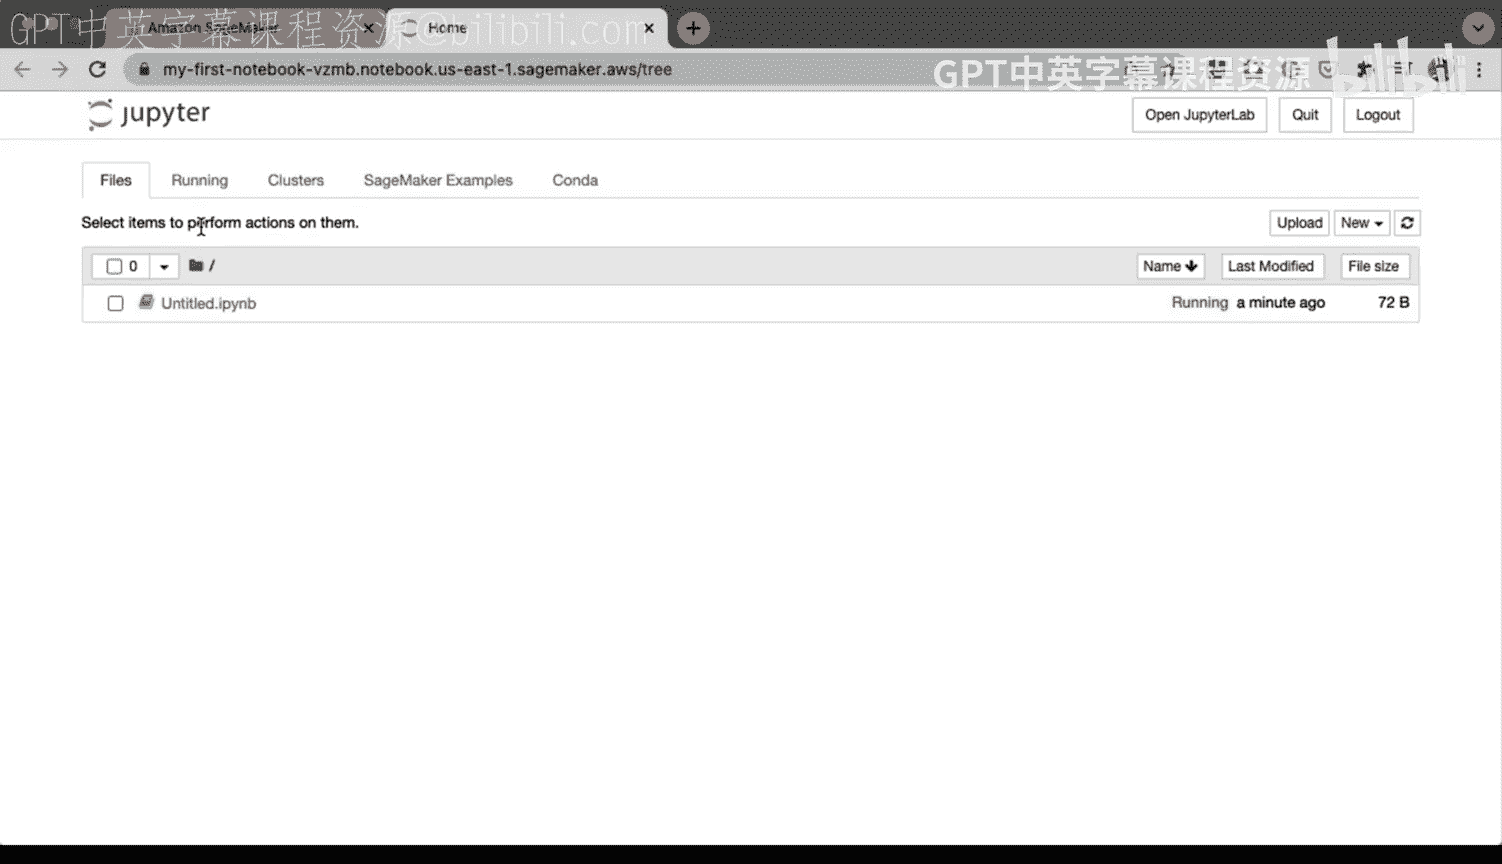 GPT中英字幕课程资源@bilibili.com
Amazon SageMaker
Home
my-first-notebook-vzmb.notebook.us-east-1.sagemaker.aws/tree
GPT中英字幕课程资源 bilibili
jupyter
Open JupyterLab Quit Logout
Files Running Clusters SageMaker Examples Conda
Select items to perform actions on them.
Upload New
0 / Name Last Modified File size
Untitled.ipynb Running a minute ago 72 B